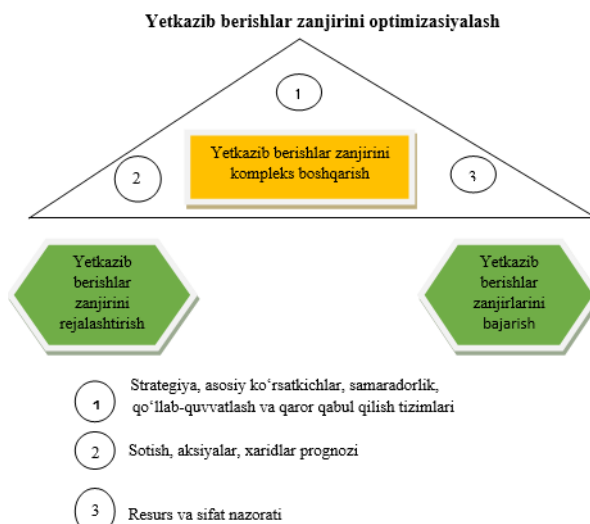 Yetkazib berishlar zanjirini optimizasiyalash
1
Yetkazib berishlar zanjirini
kompleks boshqarish
2
3
Yetkazib
berishlar
zanjirini
rejalashtirish
Yetkazib
berishlar
zanjirlarini
bajarish
1
Strategiya, asosiy ko‘rsatkichlar, samaradorlik,
qo‘llab-quvvatlash va qaror qabul qilish tizimlari
2
Sotish, aksiyalar, xaridlar prognozi
3
Resurs va sifat nazorati